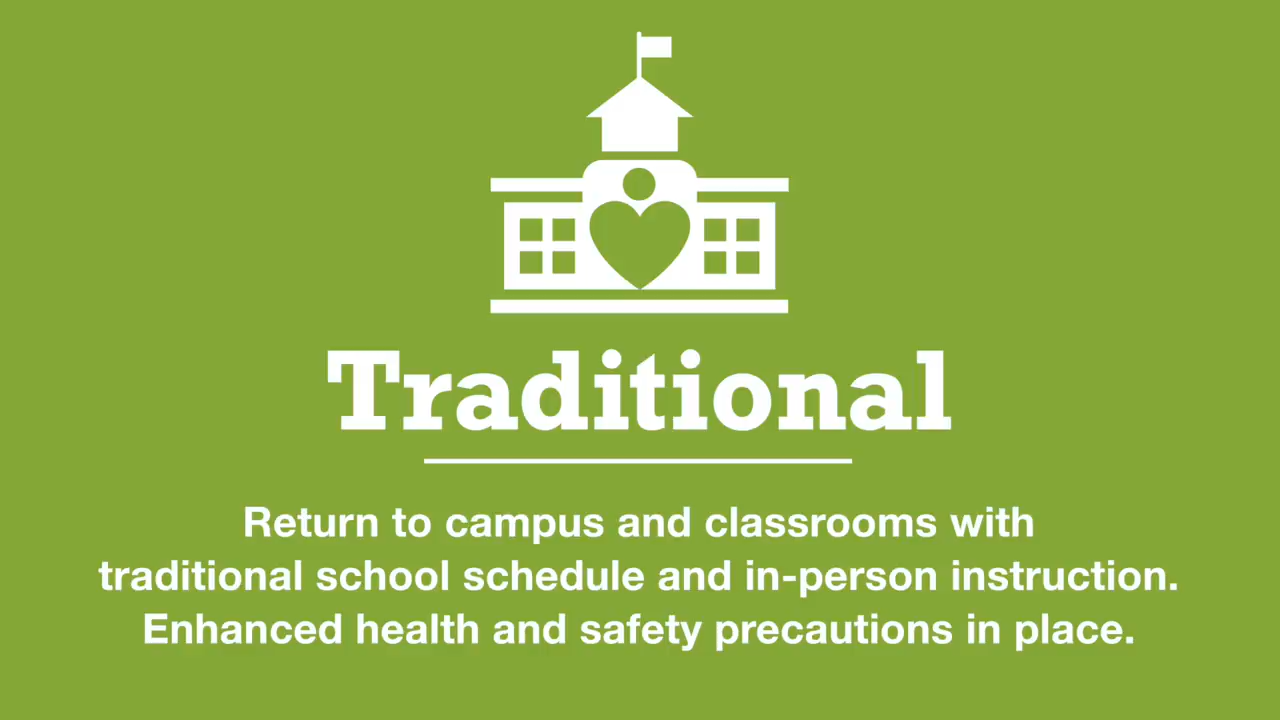 Traditional
Return to campus and classrooms with
traditional school schedule and in-person instruction.
Enhanced health and safety precautions in place.